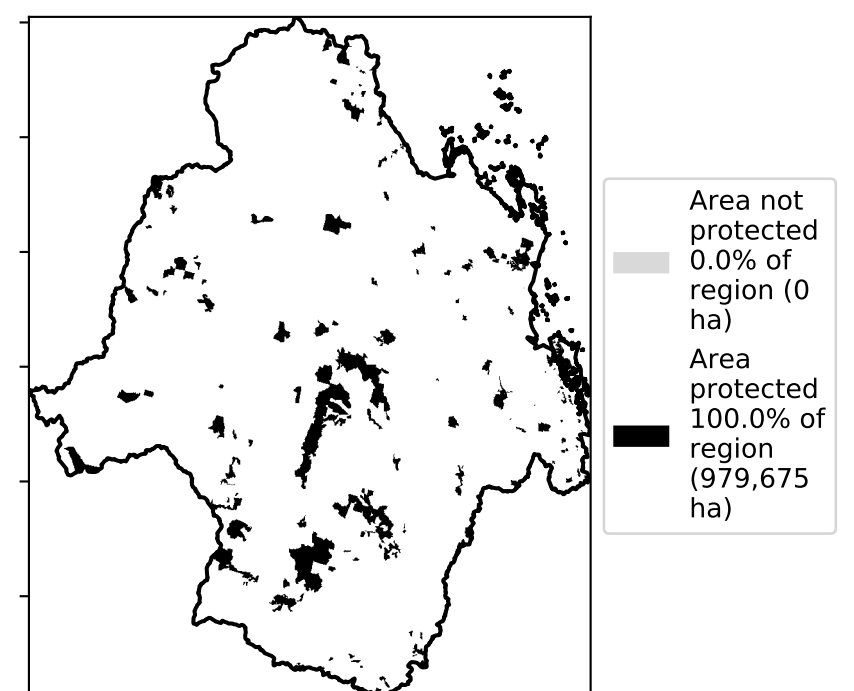 Area not
protected
0.0% of
region (0
ha)
Area
protected
100.0% of
region
(979,675
ha)